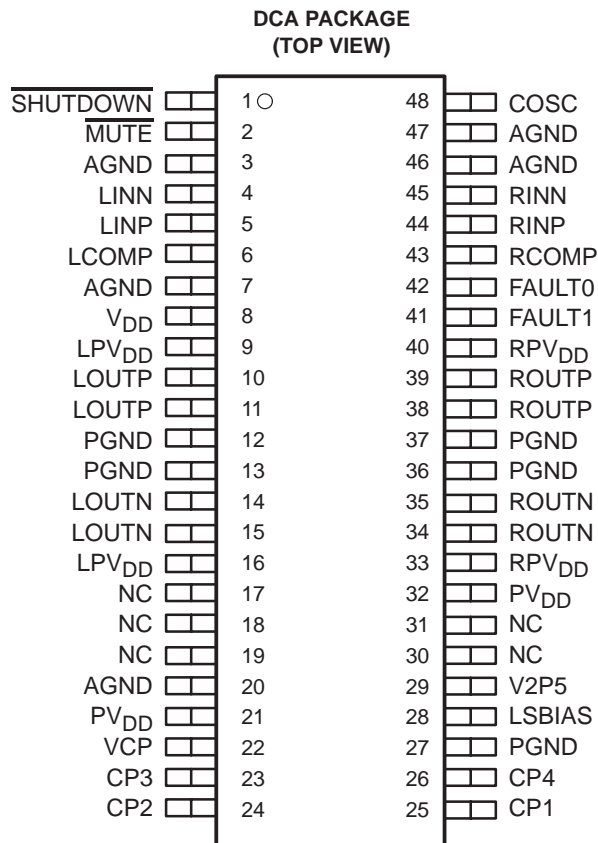 DCA PACKAGE
(TOP VIEW)
SHUTDOWN 1 48 COSC
MUTE 2 47 AGND
AGND 3 46 AGND
LINN 4 45 RINN
LINP 5 44 RINP
LCOMP 6 43 RCOMP
AGND 7 42 FAULT0
VDD 8 41 FAULT1
LPVDD 9 40 RPVDD
LOUTP 10 39 ROUTP
LOUTP 11 38 ROUTP
PGND 12 37 PGND
PGND 13 36 PGND
LOUTN 14 35 ROUTN
LOUTN 15 34 ROUTN
LPVDD 16 33 RPVDD
NC 17 32 PVDD
NC 18 31 NC
NC 19 30 NC
AGND 20 29 V2P5
PVDD 21 28 LSBIAS
VCP 22 27 PGND
CP3 23 26 CP4
CP2 24 25 CP1